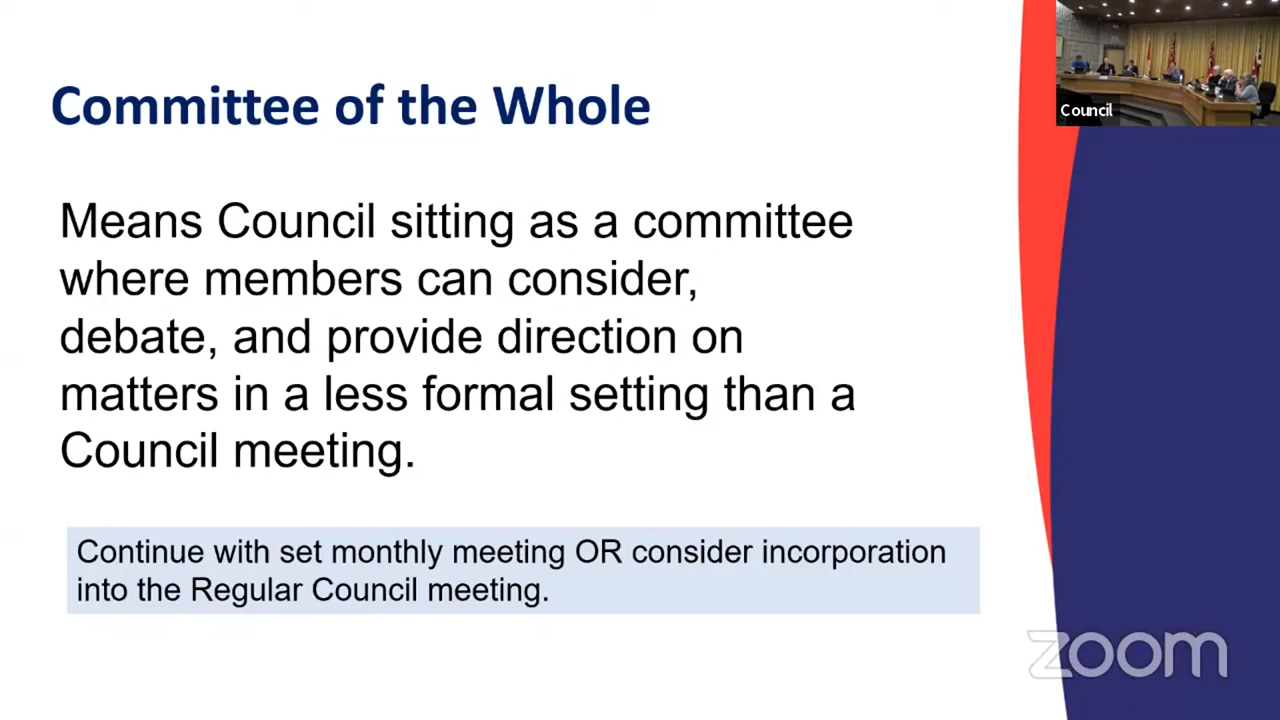 Committee of the Whole
Council
Means Council sitting as a committee
where members can consider,
debate, and provide direction on
matters in a less formal setting than a
Council meeting.
Continue with set monthly meeting OR consider incorporation
into the Regular Council meeting.
zoom